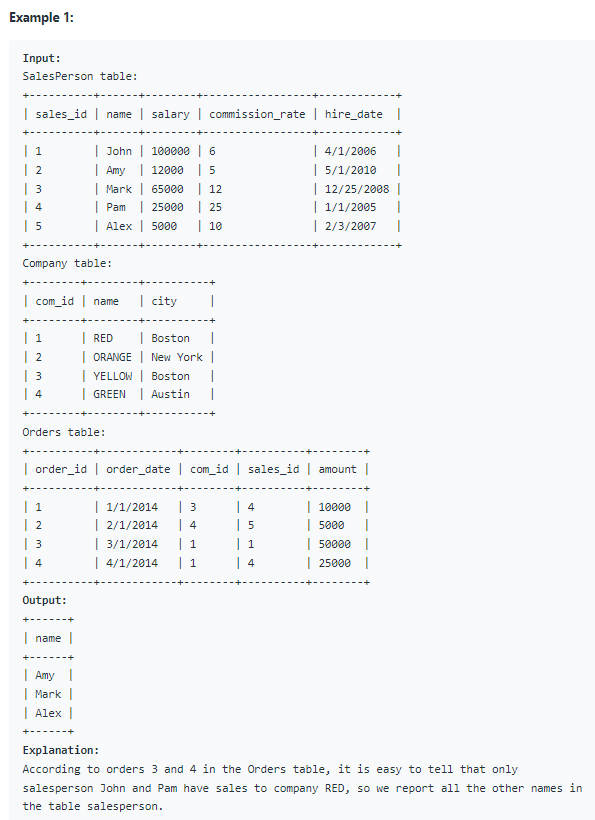 Example 1:
Input:
SalesPerson table:
+----------+------+--------+-----------------+------------+
| sales_id | name | salary | commission_rate | hire_date  |
+----------+------+--------+-----------------+------------+
| 1        | John | 100000 | 6               | 4/1/2006   |
| 2        | Amy  | 12000  | 5               | 5/1/2010   |
| 3        | Mark | 65000  | 12              | 12/25/2008 |
| 4        | Pam  | 25000  | 25              | 1/1/2005   |
| 5        | Alex | 5000   | 10              | 2/3/2007   |
+----------+------+--------+-----------------+------------+
Company table:
+--------+--------+----------+
| com_id | name   | city     |
+--------+--------+----------+
| 1      | RED    | Boston   |
| 2      | ORANGE | New York |
| 3      | YELLOW | Boston   |
| 4      | GREEN  | Austin   |
+--------+--------+----------+
Orders table:
+----------+------------+--------+----------+--------+
| order_id | order_date | com_id | sales_id | amount |
+----------+------------+--------+----------+--------+
| 1        | 1/1/2014   | 3      | 4        | 10000  |
| 2        | 2/1/2014   | 4      | 5        | 5000   |
| 3        | 3/1/2014   | 1      | 1        | 50000  |
| 4        | 4/1/2014   | 1      | 4        | 25000  |
+----------+------------+--------+----------+--------+
Output:
+------+
| name |
+------+
| Amy  |
| Mark |
| Alex |
+------+
Explanation:
According to orders 3 and 4 in the Orders table, it is easy to tell that only
salesperson John and Pam have sales to company RED, so we report all the other names in
the table salesperson.